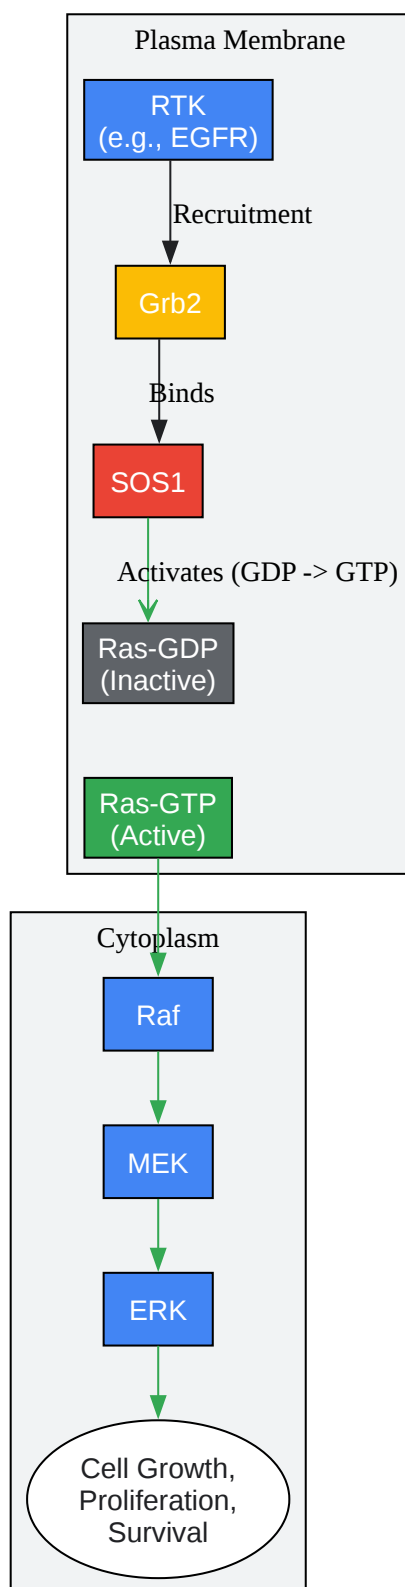 Plasma Membrane
RTK
(e.g., EGFR)
Recruitment
Grb2
Binds
SOS1
Activates (GDP -> GTP)
Ras-GDP
(Inactive)
Ras-GTP
(Active)
Cytoplasm
Raf
MEK
ERK
Cell Growth,
Proliferation,
Survival